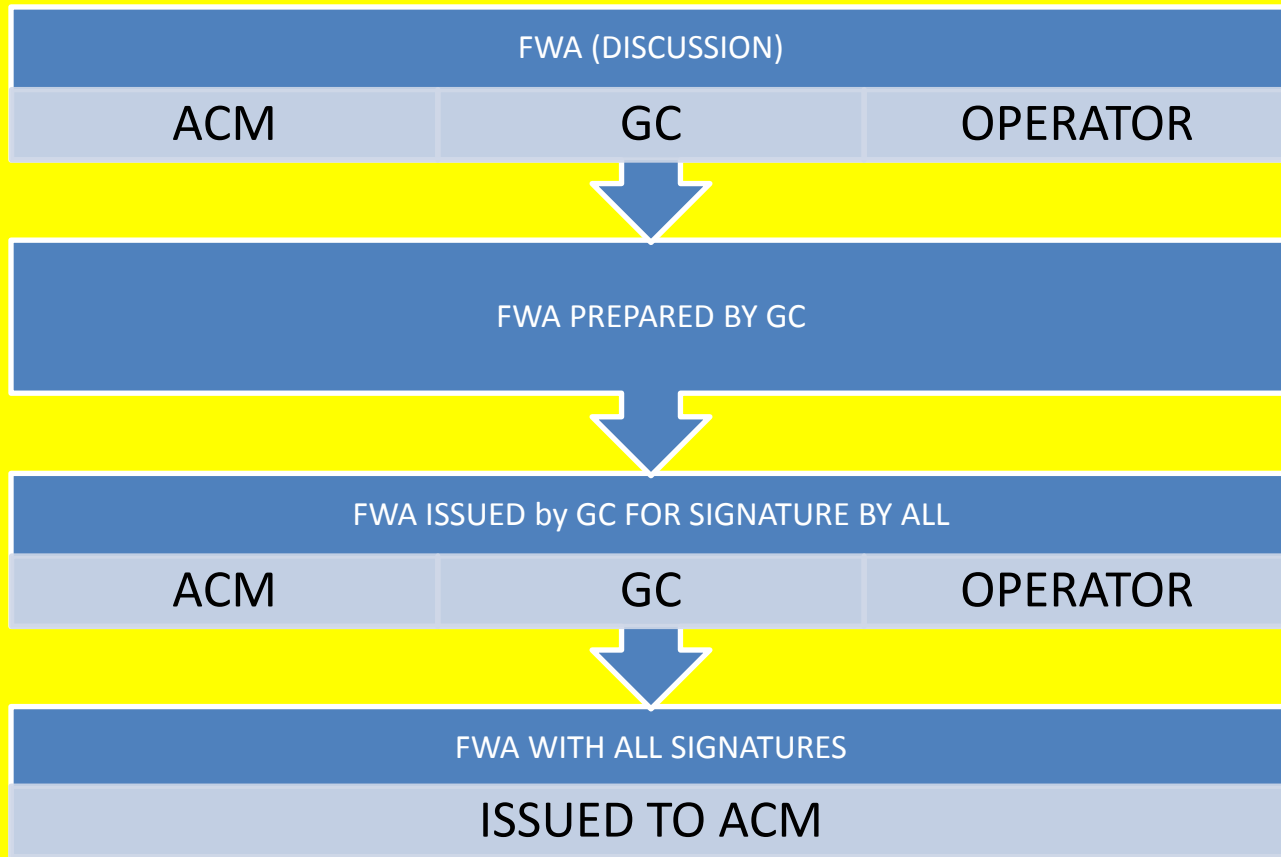 FWA (DISCUSSION)
ACM GC OPERATOR
FWA PREPARED BY GC
FWA ISSUED by GC FOR SIGNATURE BY ALL
ACM GC OPERATOR
FWA WITH ALL SIGNATURES
ISSUED TO ACM